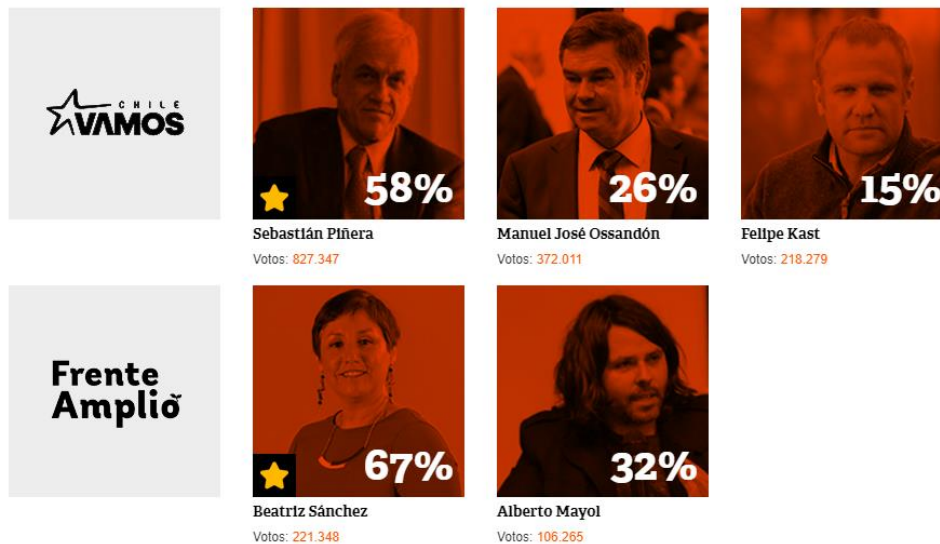 CHILE
VAMOS
58%
26%
15%
Sebastián Piñera
Manuel José Ossandón
Felipe Kast
Votos: 827.347
Votos: 372.011
Votos: 218.279
Frente
Amplio
67%
32%
Beatriz Sánchez
Alberto Mayol
Votos: 221.348
Votos: 106.265